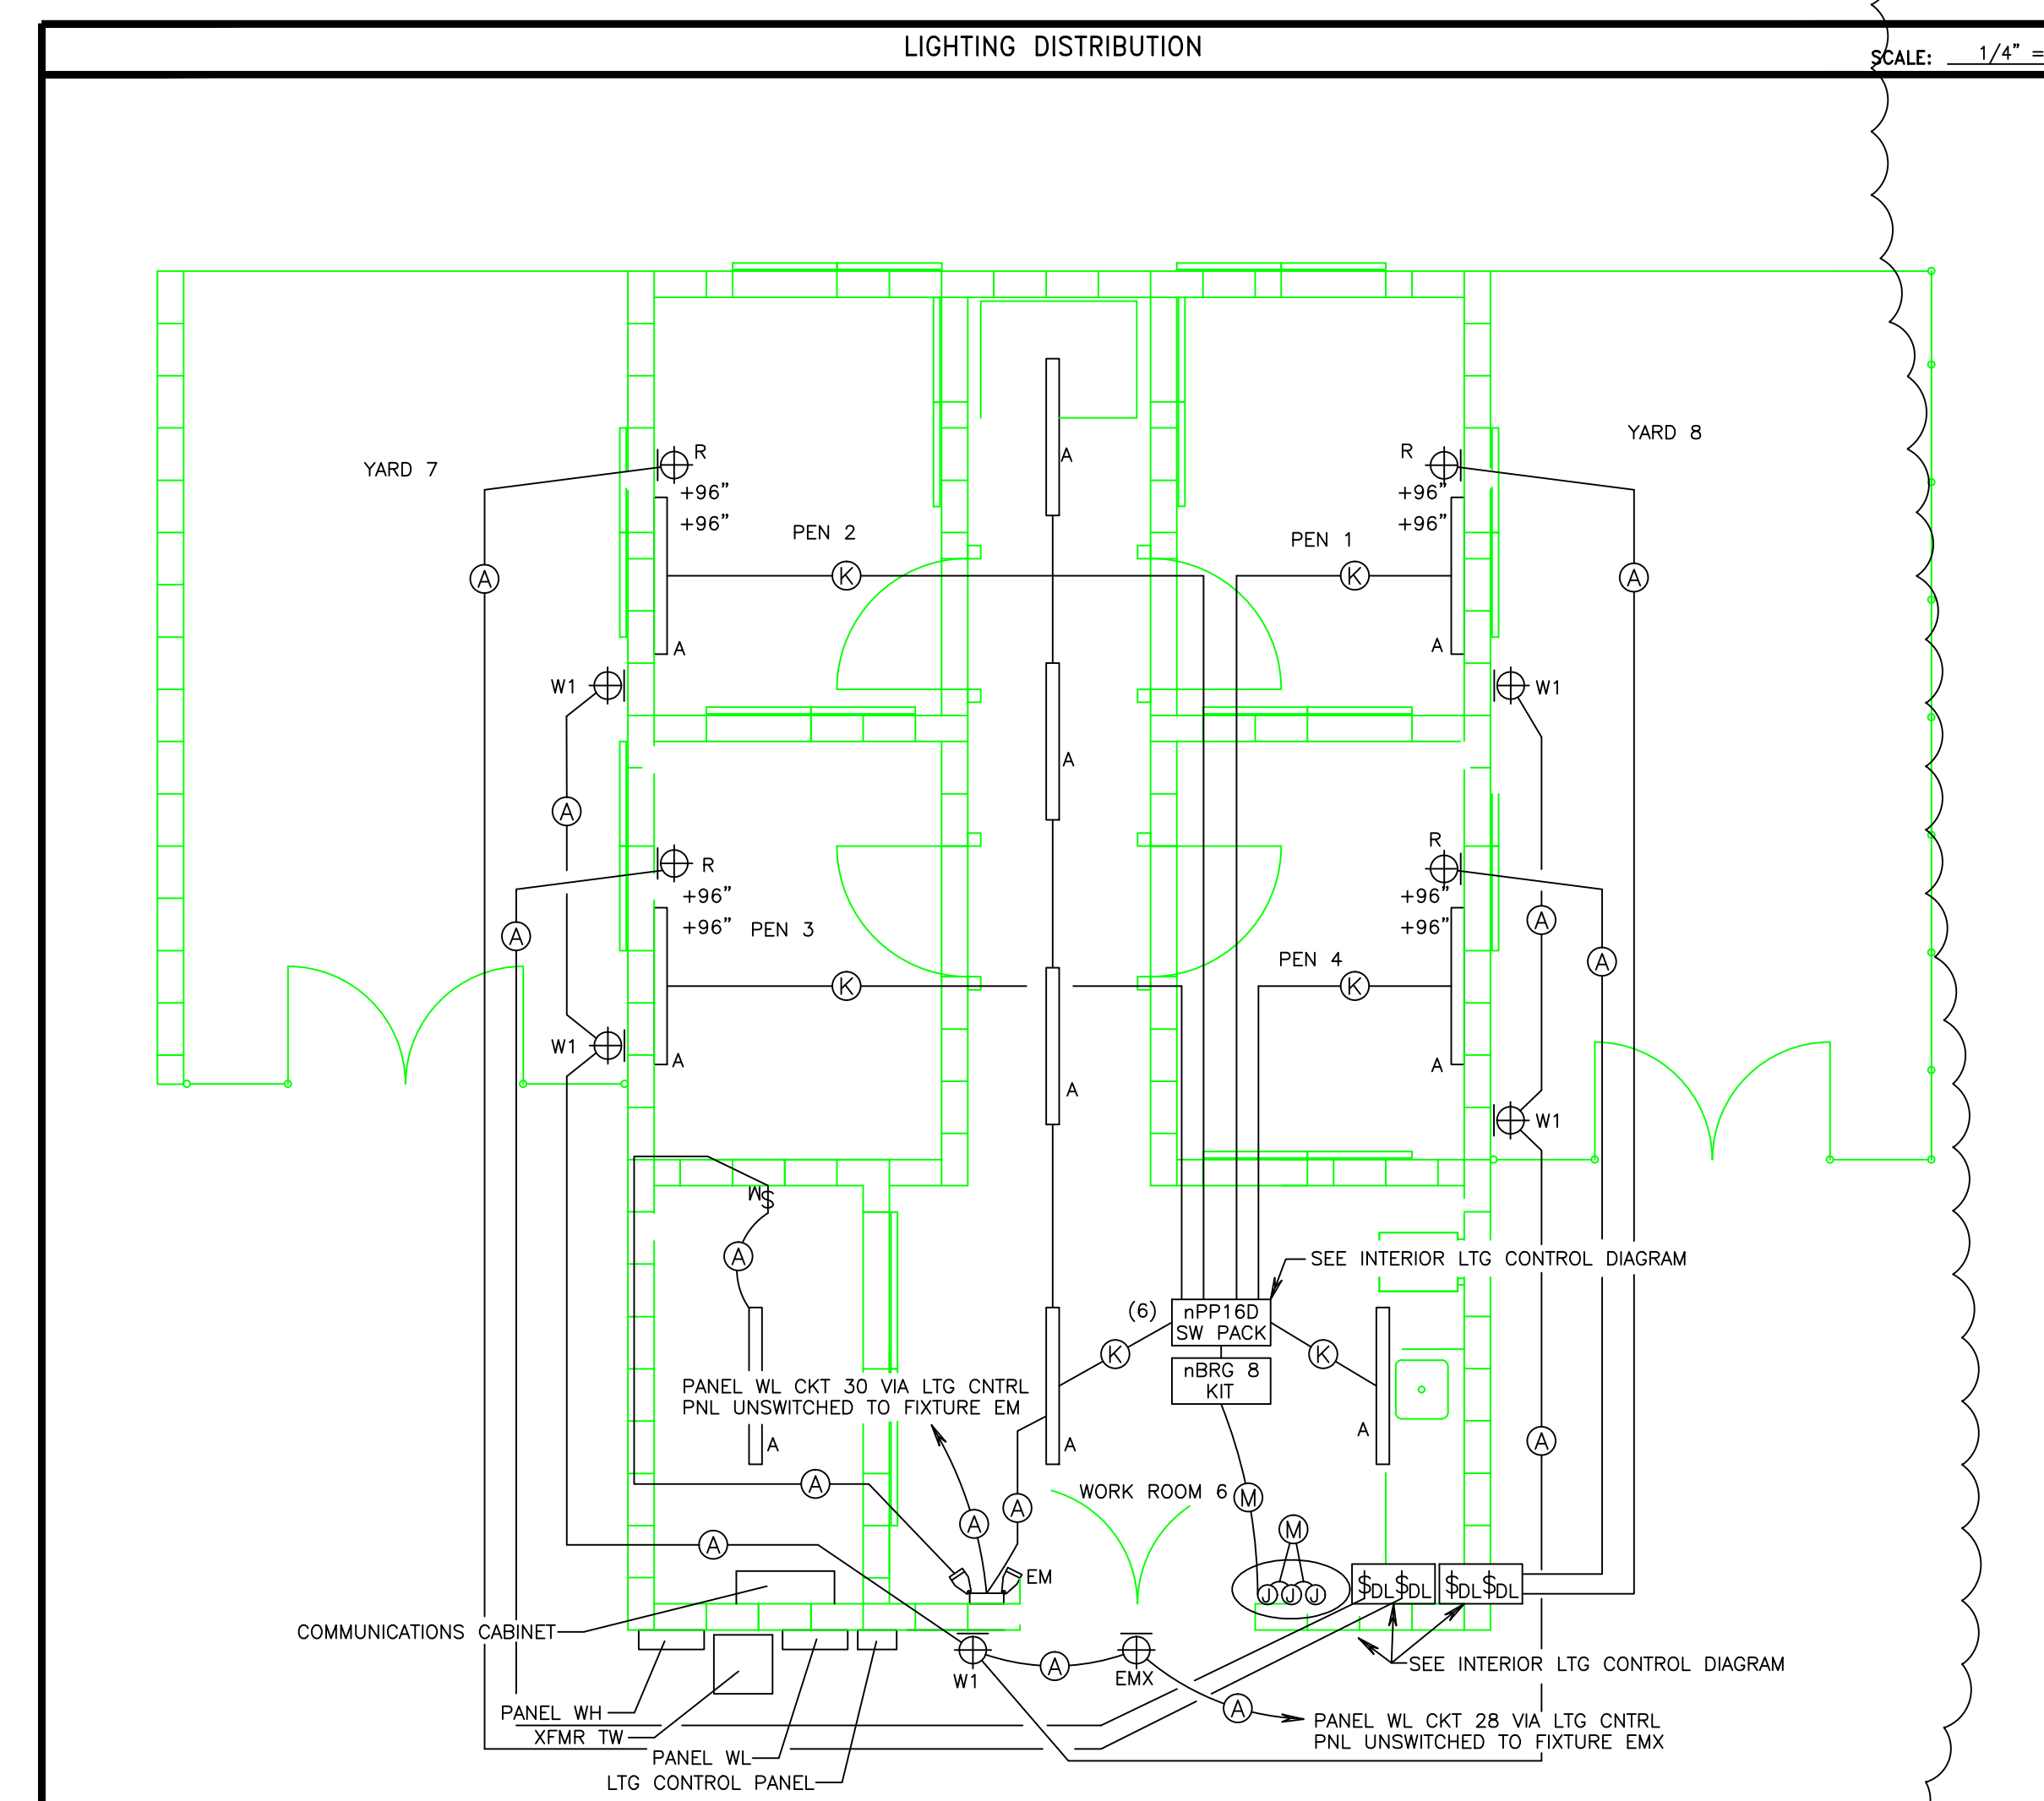 LIGHTING DISTRIBUTION
SCALE: 1/4" =
YARD 7
YARD 8
R
+96"
+96"
R
+96"
+96"
A
PEN 2
PEN 1
K
K
A
A
A
A
W1
W1
A
A
R
+96"
+96"
R
+96"
+96"
PEN 3
PEN 4
A
A
A
A
K
K
W1
A
A
A
W1
M
$
A
SEE INTERIOR LTG CONTROL DIAGRAM
(6)
nPP16D
SW PACK
K
K
nBRG 8
KIT
PANEL WL CKT 30 VIA LTG CNTRL
PNL UNSWITCHED TO FIXTURE EM
A
A
A
A
A
WORK ROOM 6
M
A
A
A
M
EM
J J J
$DL $DL
$DL $DL
COMMUNICATIONS CABINET
W1
A
EMX
SEE INTERIOR LTG CONTROL DIAGRAM
PANEL WH
A
PANEL WL CKT 28 VIA LTG CNTRL
PNL UNSWITCHED TO FIXTURE EMX
XFMR TW
PANEL WL
LTG CONTROL PANEL